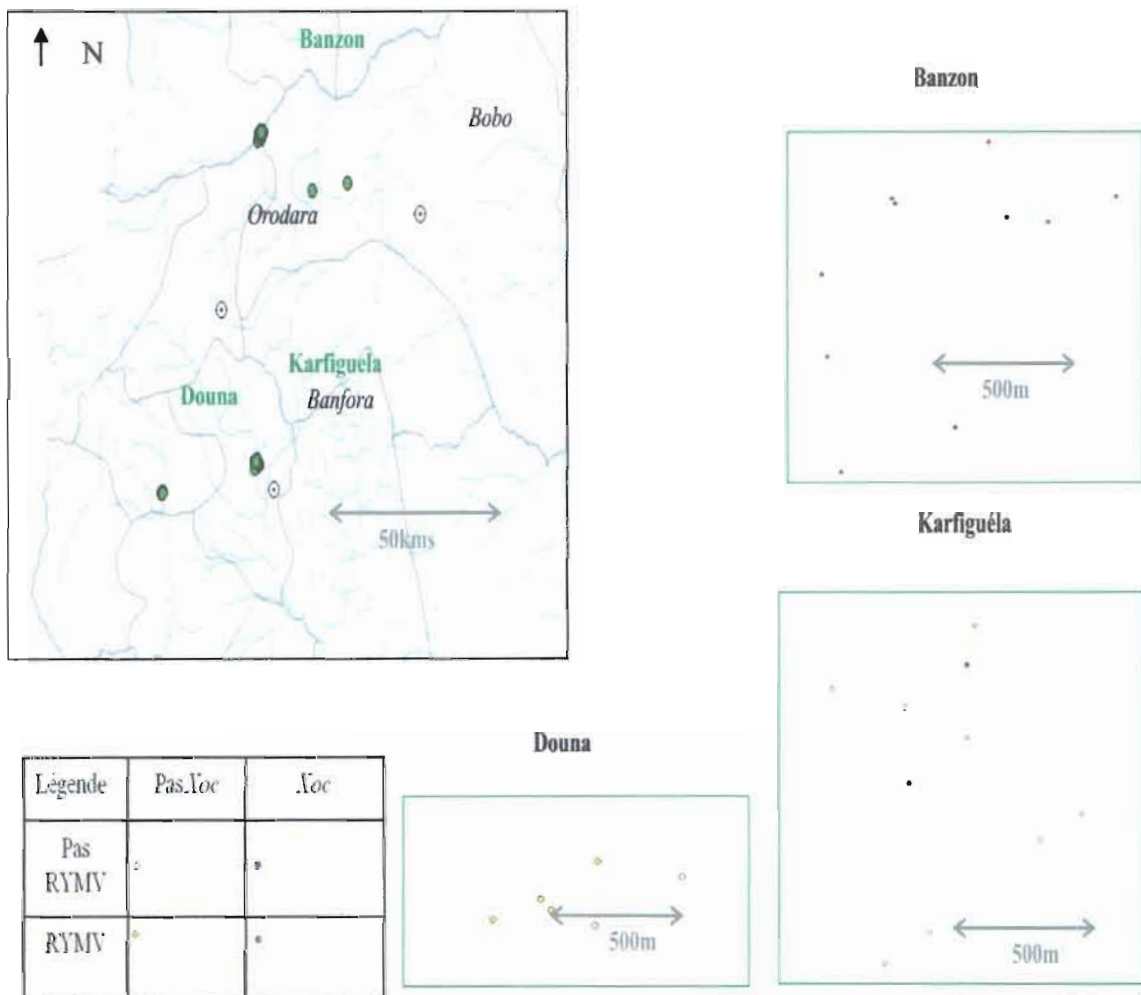 N
Banzon
Bobo
Orodara
Karfiguela
Douna
Banfora
50kms
Banzon
500m
Karfiguéla
500m
Douna
500m
Légende
Pas Xoc
Xoc
Pas
RYMV
RYMV